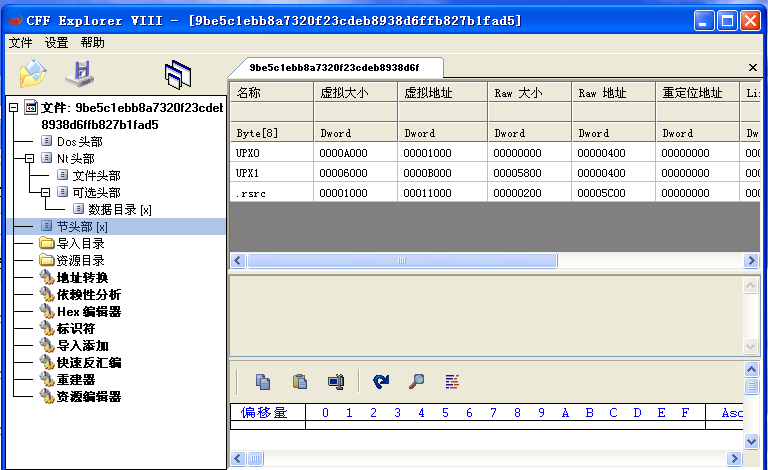 CFF Explorer VIII - [9be5c1ebb8a7320f23cdeb8938d6ffb827b1fad5]
文件 设置 帮助
文件: 9be5c1ebb8a7320f23cdeb
8938d6ffb827b1fad5
Dos 头部
Nt 头部
文件头部
可选头部
数据目录 [x]
节头部 [x]
导入目录
资源目录
地址转换
依赖性分析
Hex 编辑器
标识符
导入添加
快速反汇编
重建器
资源编辑器
9be5c1ebb8a7320f23cdeb8938d6f
名称 虚拟大小 虚拟地址 Raw 大小 Raw 地址 重定位地址 Li
Byte[8] Dword Dword Dword Dword Dword Dw
UPX0 0000A000 00001000 00000000 00000400 00000000 000
UPX1 00006000 0000B000 00005800 00000400 00000000 000
.rsrc 00001000 00011000 00000200 00005C00 00000000 000
偏移量 0 1 2 3 4 5 6 7 8 9 A B C D E F Asc